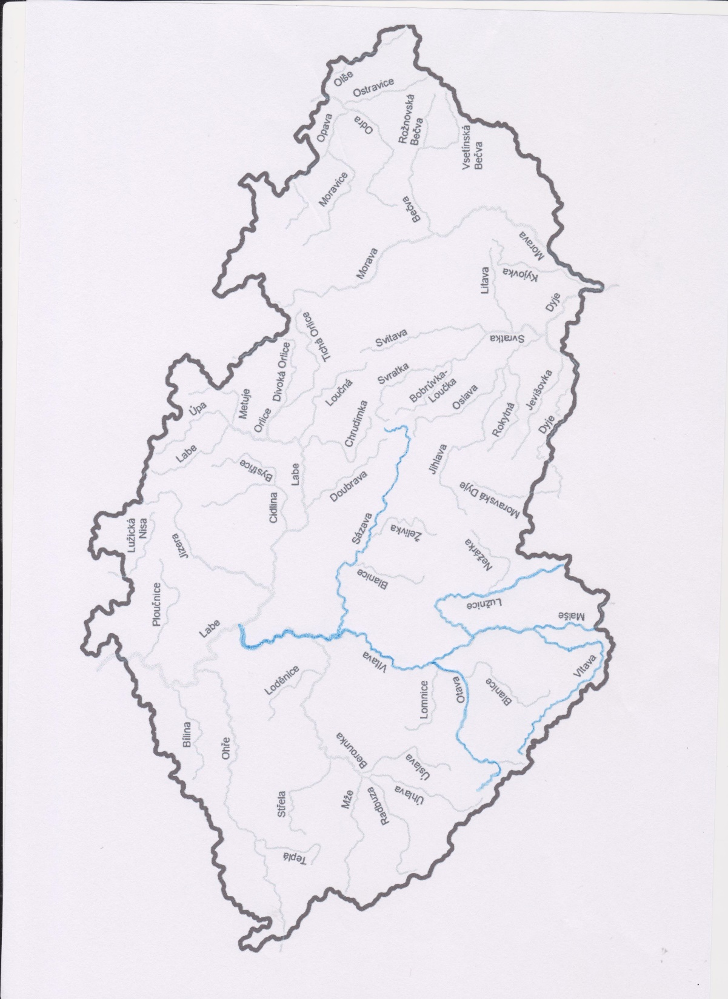 Olše
Ostravice
Opava
Odra
Rožnovská
Bečva
Vsetínská
Bečva
Moravice
Bečva
Morava
Morava
Kyjovka
Litava
Dyje
Tichá Orlice
Divoká Orlice
Svitava
Svratka
Svratka
Bobrůvka-
Loučka
Oslava
Jevišovka
Rokytná
Dyje
Loučná
Chrudimka
Metuje
Orlice
Úpa
Labe
Bystřice
Labe
Cidlina
Doubrava
Jihlava
Moravská Dyje
Lužická
Nisa
Jizera
Sázava
Želivka
Nežárka
Blanice
Ploučnice
Labe
Lužnice
Malše
Vltava
Vltava
Loděnice
Lomnice
Otava
Blanice
Bílina
Ohře
Berounka
Úslava
Úhlava
Radbuza
Mže
Střela
Teplá